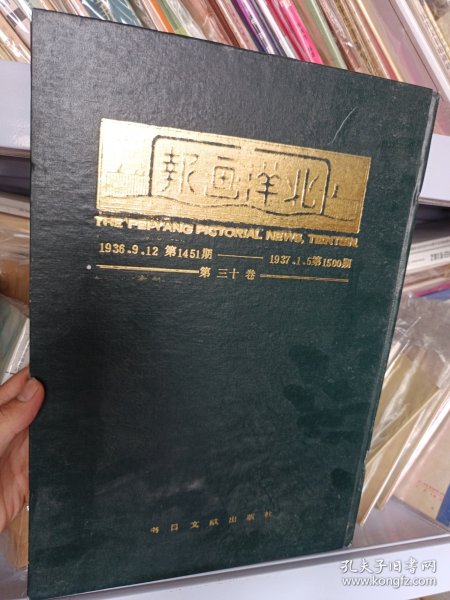 北洋画報
THE PEIYANG PICTORIAL NEWS, TIENTSIN.
1936.9.12 第1451期——1937.1.5第1500期
第三十卷
书目文献出版社
孔夫子旧书网
www.kongfz.com